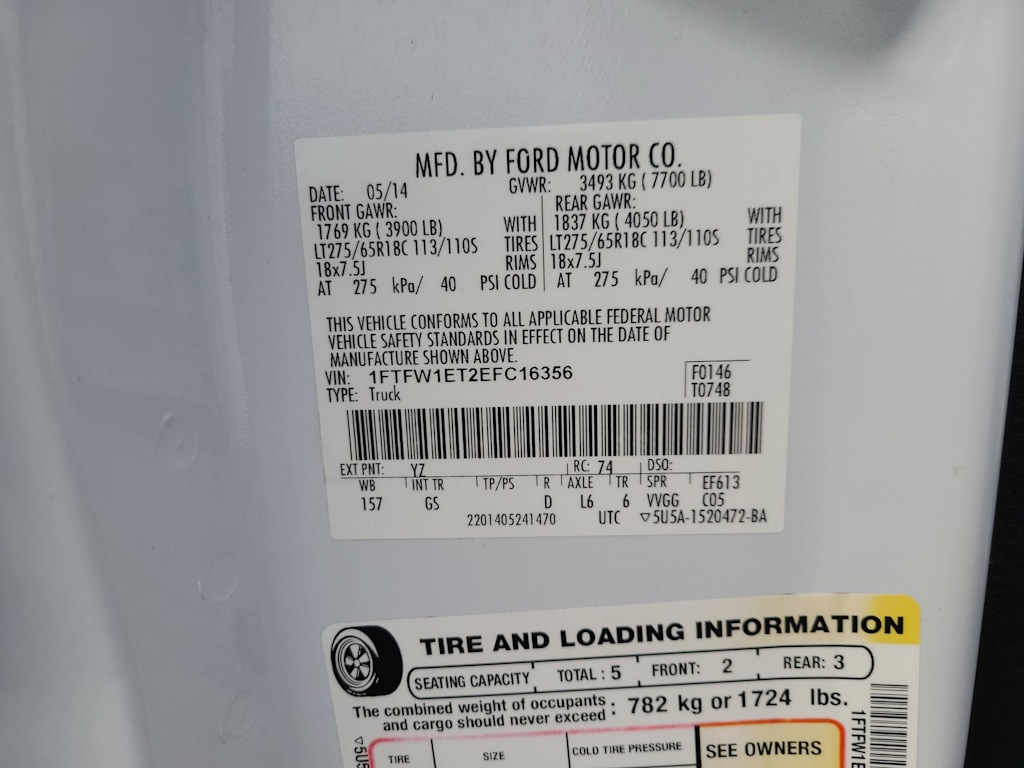 MFD. BY FORD MOTOR CO.
DATE: 05/14 GVWR: 3493 KG ( 7700 LB)
FRONT GAWR: REAR GAWR:
1769 KG ( 3900 LB) WITH 1837 KG ( 4050 LB) WITH
LT275/65R18C 113/110S TIRES LT275/65R18C 113/110S TIRES
18x7.5J RIMS 18x7.5J RIMS
AT 275 kPa/ 40 PSI COLD AT 275 kPa/ 40 PSI COLD
THIS VEHICLE CONFORMS TO ALL APPLICABLE FEDERAL MOTOR
VEHICLE SAFETY STANDARDS IN EFFECT ON THE DATE OF
MANUFACTURE SHOWN ABOVE.
VIN: 1FTFW1ET2EFC16356 F0146
TYPE: Truck T0748
EXT PNT: YZ RC: 74 DSO:
WB INT TR TP/PS R AXLE TR SPR EF613
157 GS D L6 6 VVGG C05
2201405241470 UTC ▽5U5A-1520472-BA
TIRE AND LOADING INFORMATION
SEATING CAPACITY TOTAL : 5 FRONT: 2 REAR: 3
The combined weight of occupants
and cargo should never exceed : 782 kg or 1724 lbs.
TIRE SIZE COLD TIRE PRESSURE SEE OWNERS
▽5U5
1FTFW1E